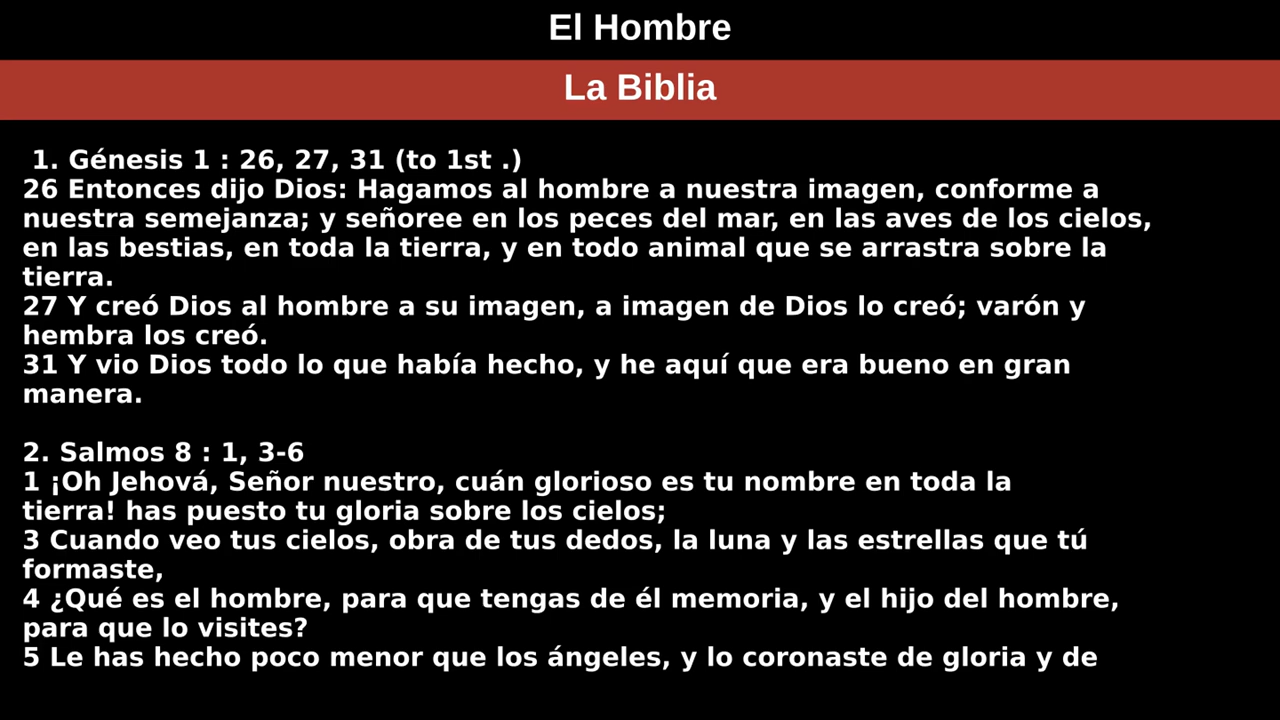 El Hombre
La Biblia
1. Génesis 1 : 26, 27, 31 (to 1st .)
26 Entonces dijo Dios: Hagamos al hombre a nuestra imagen, conforme a
nuestra semejanza; y señoree en los peces del mar, en las aves de los cielos,
en las bestias, en toda la tierra, y en todo animal que se arrastra sobre la
tierra.
27 Y creó Dios al hombre a su imagen, a imagen de Dios lo creó; varón y
hembra los creó.
31 Y vio Dios todo lo que había hecho, y he aquí que era bueno en gran
manera.
2. Salmos 8 : 1, 3-6
1 ¡Oh Jehová, Señor nuestro, cuán glorioso es tu nombre en toda la
tierra! has puesto tu gloria sobre los cielos;
3 Cuando veo tus cielos, obra de tus dedos, la luna y las estrellas que tú
formaste,
4 ¿Qué es el hombre, para que tengas de él memoria, y el hijo del hombre,
para que lo visites?
5 Le has hecho poco menor que los ángeles, y lo coronaste de gloria y de